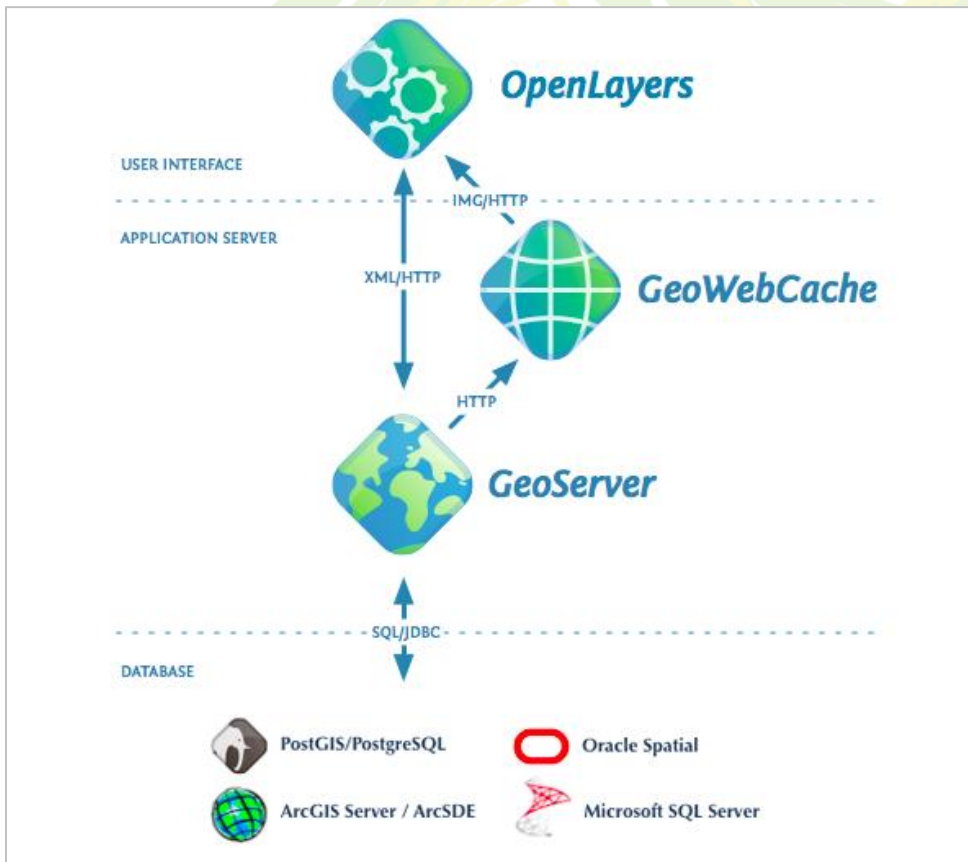 OpenLayers
USER INTERFACE
IMG/HTTP
APPLICATION SERVER
XML/HTTP
GeoWebCache
HTTP
GeoServer
SQL/JDBC
DATABASE
PostGIS/PostgreSQL
Oracle Spatial
ArcGIS Server / ArcSDE
Microsoft SQL Server